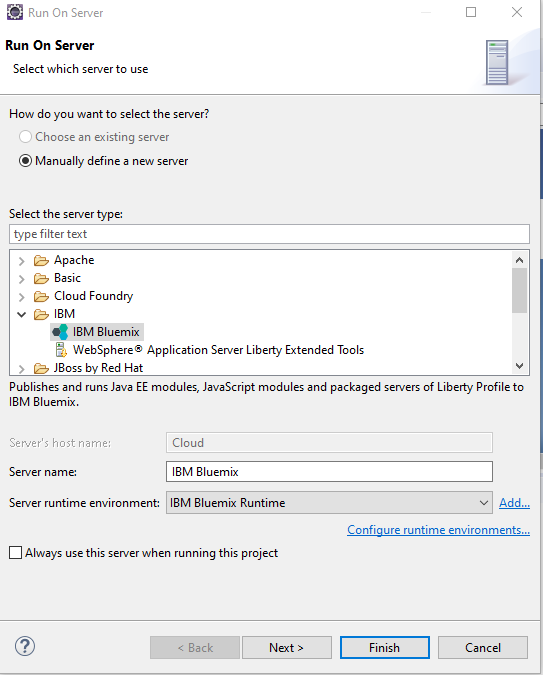 Run On Server
Run On Server
Select which server to use
How do you want to select the server?
Choose an existing server
Manually define a new server
Select the server type:
type filter text
Apache
Basic
Cloud Foundry
IBM
IBM Bluemix
WebSphere® Application Server Liberty Extended Tools
JBoss by Red Hat
Publishes and runs Java EE modules, JavaScript modules and packaged servers of Liberty Profile to
IBM Bluemix.
Server's host name: Cloud
Server name: IBM Bluemix
Server runtime environment: IBM Bluemix Runtime Add...
Configure runtime environments...
Always use this server when running this project
? < Back Next > Finish Cancel